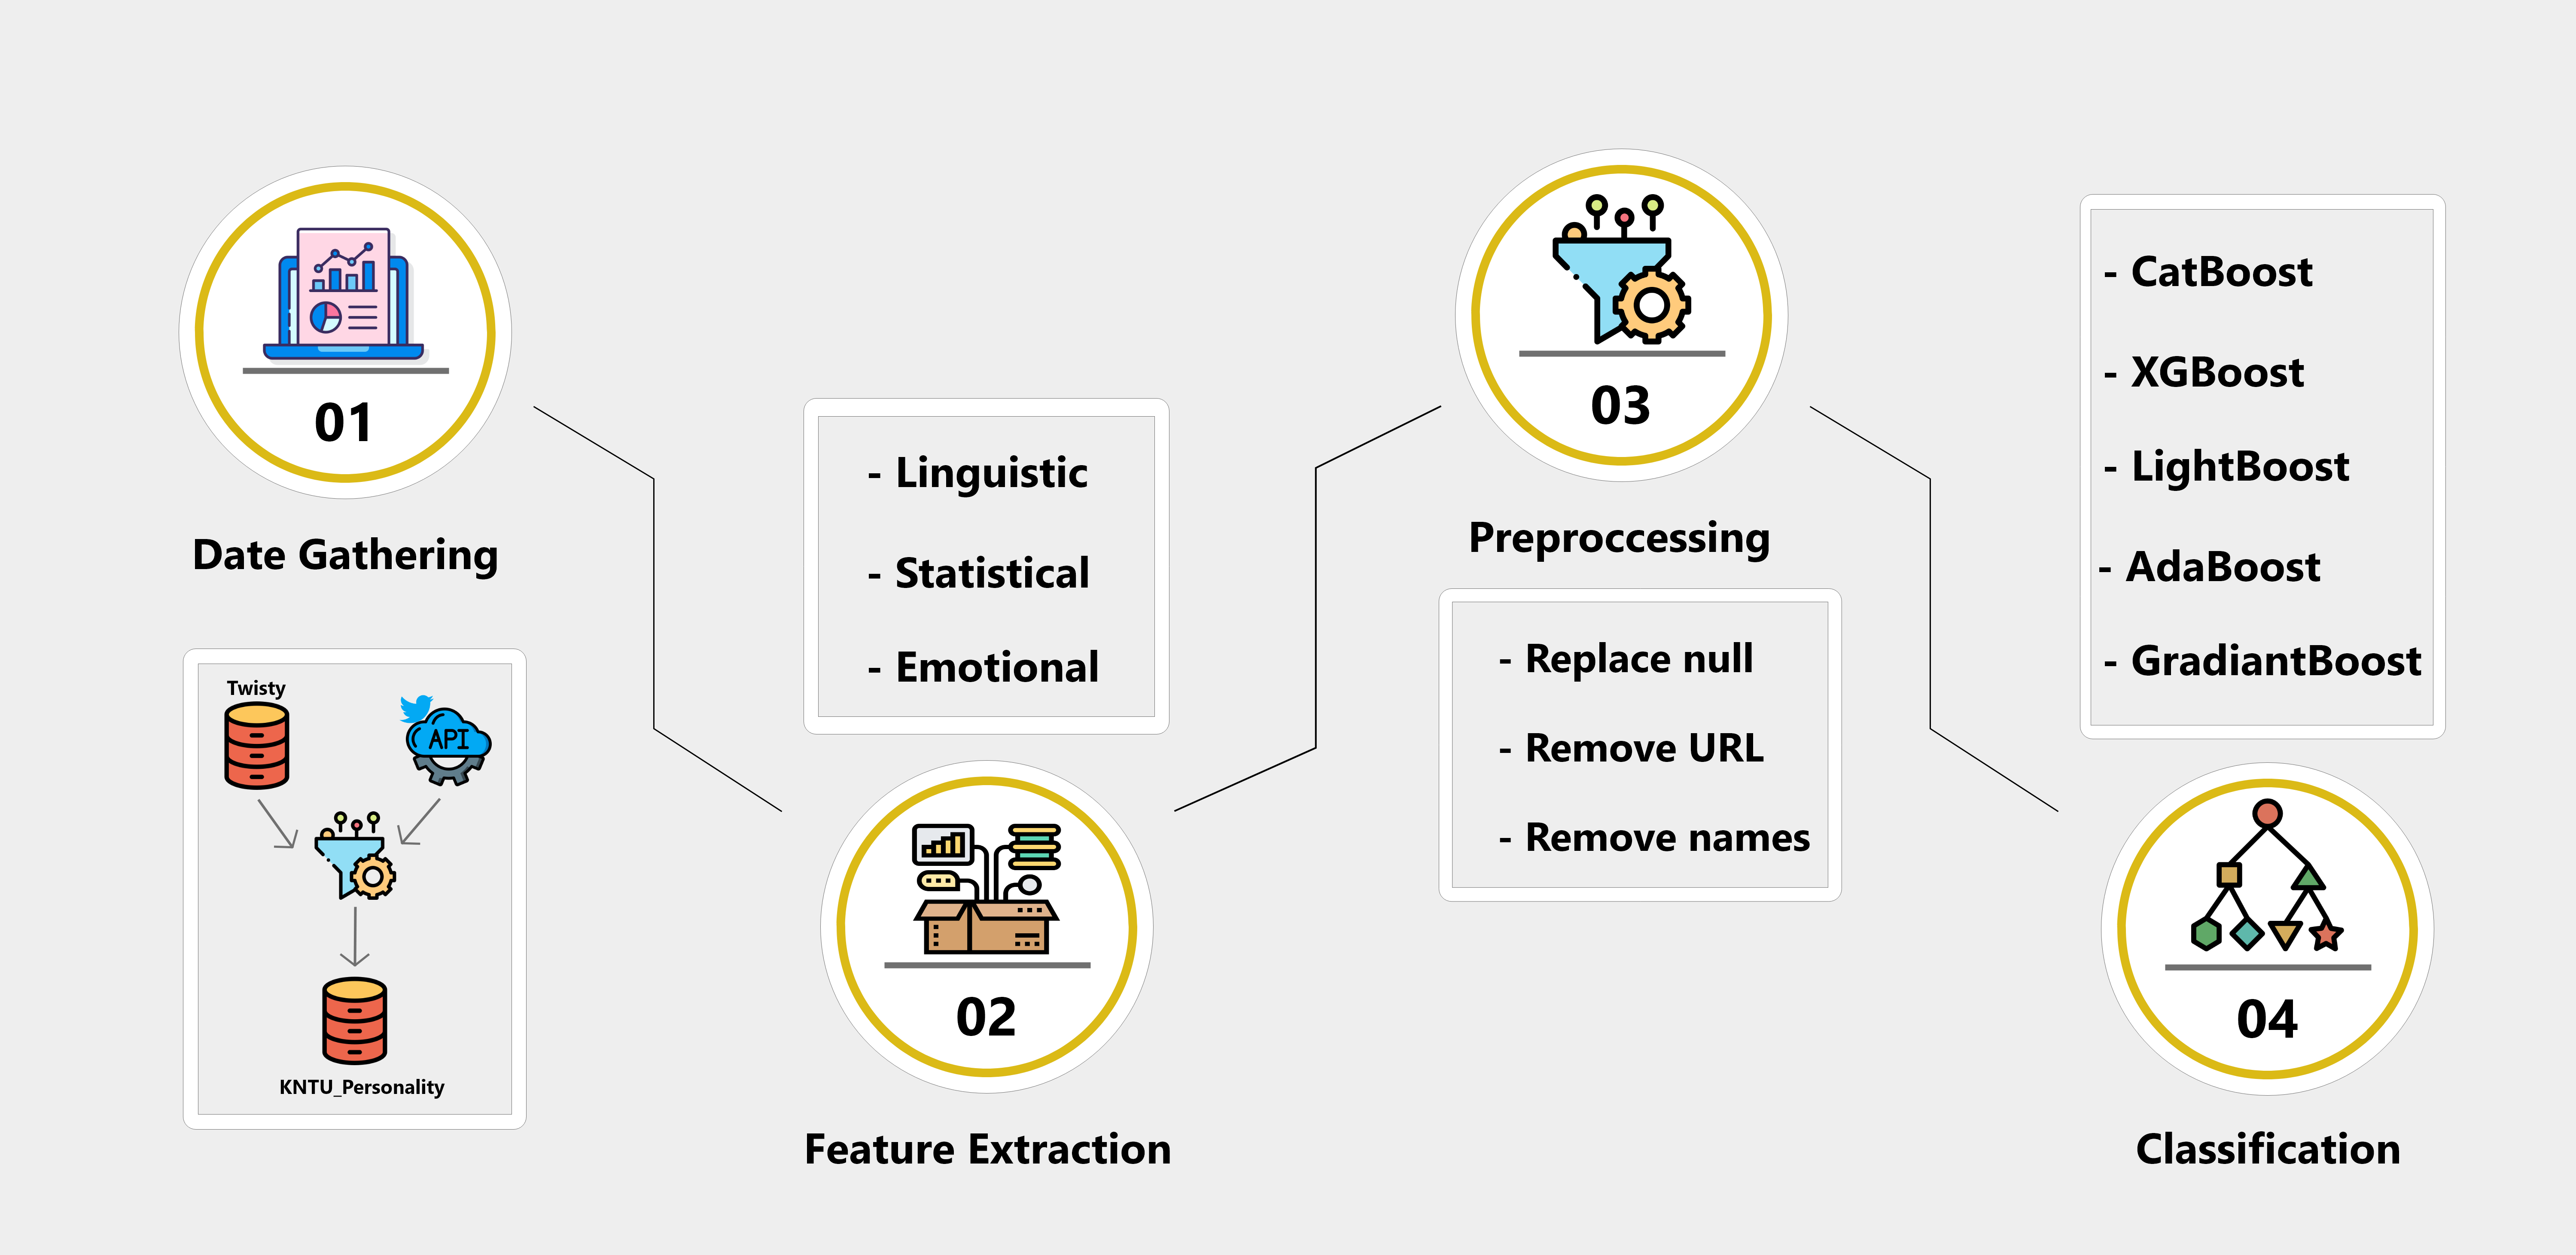 01
Date Gathering
Twisty
API
KNTU_Personality
- Linguistic
- Statistical
- Emotional
02
Feature Extraction
03
Preproccessing
- Replace null
- Remove URL
- Remove names
- CatBoost
- XGBoost
- LightBoost
- AdaBoost
- GradiantBoost
04
Classification